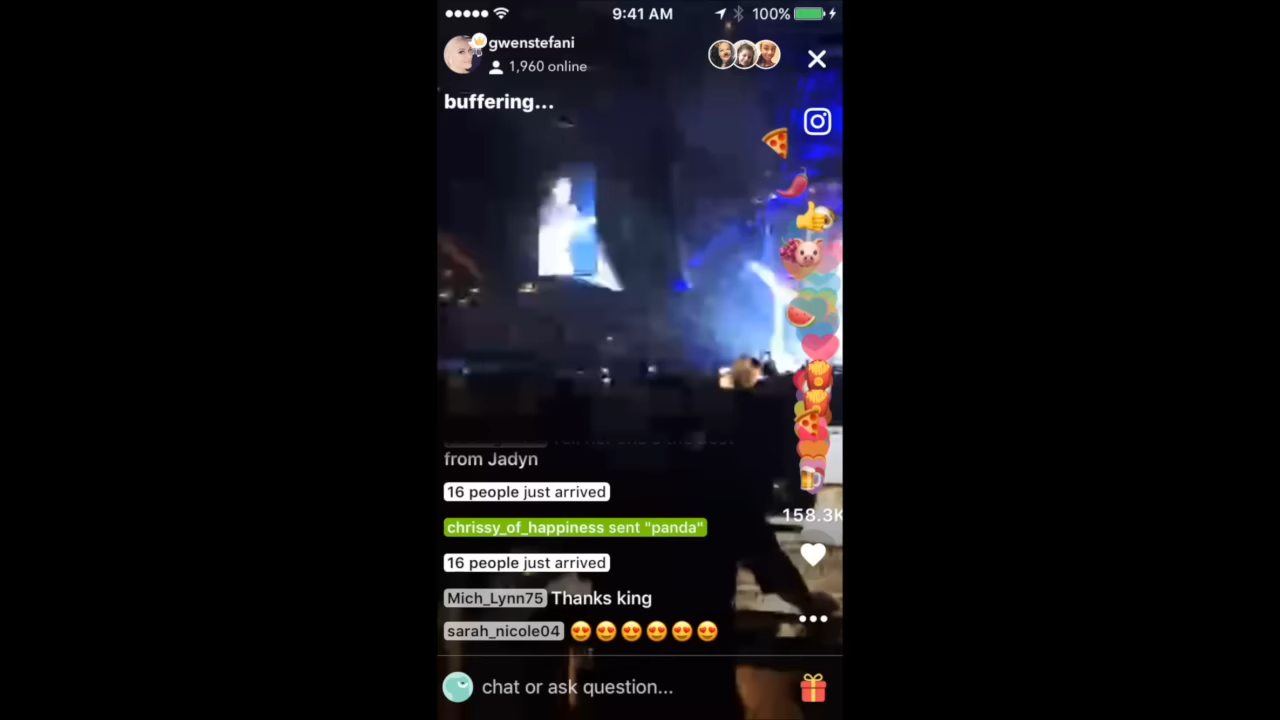 9:41 AM 100%
gwenstefani
1,960 online
buffering...
from Jadyn
16 people just arrived
chrissy_of_happiness sent "panda"
16 people just arrived
158.3K
Mich_Lynn75 Thanks king
sarah_nicole04
chat or ask question...